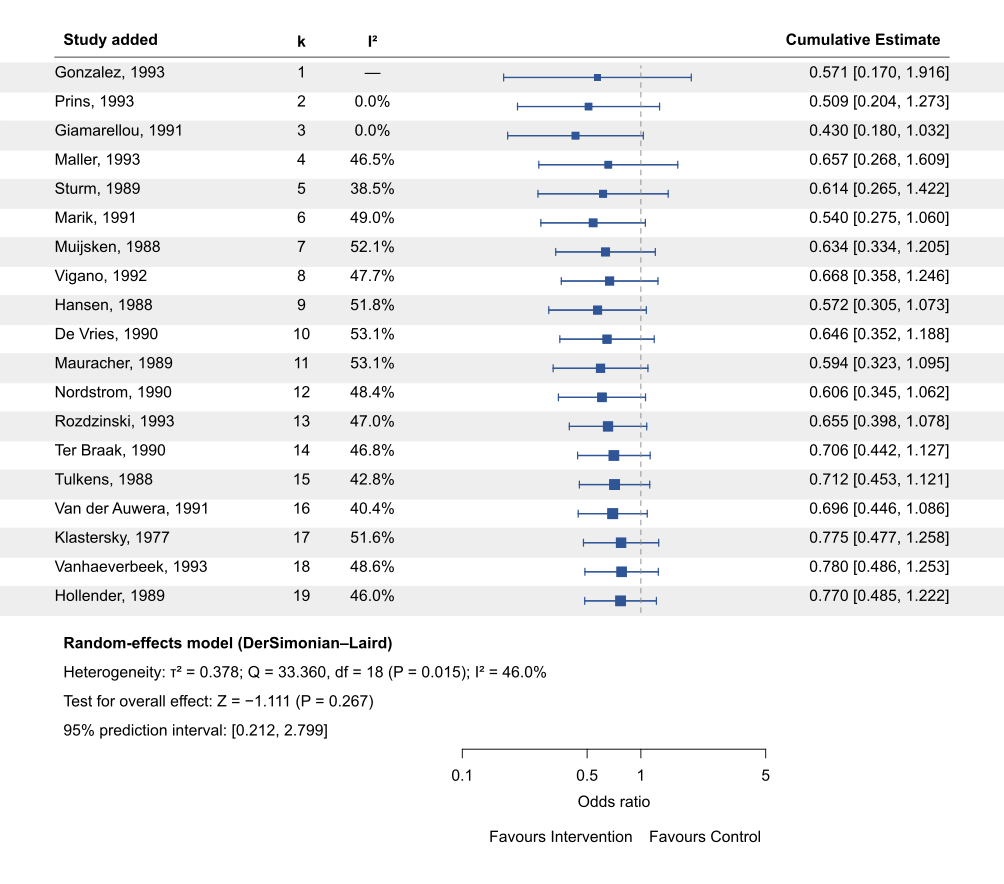 Study added k I² Cumulative Estimate
Gonzalez, 1993 1 — 0.571 [0.170, 1.916]
Prins, 1993 2 0.0% 0.509 [0.204, 1.273]
Giamarellou, 1991 3 0.0% 0.430 [0.180, 1.032]
Maller, 1993 4 46.5% 0.657 [0.268, 1.609]
Sturm, 1989 5 38.5% 0.614 [0.265, 1.422]
Marik, 1991 6 49.0% 0.540 [0.275, 1.060]
Muijsken, 1988 7 52.1% 0.634 [0.334, 1.205]
Vigano, 1992 8 47.7% 0.668 [0.358, 1.246]
Hansen, 1988 9 51.8% 0.572 [0.305, 1.073]
De Vries, 1990 10 53.1% 0.646 [0.352, 1.188]
Mauracher, 1989 11 53.1% 0.594 [0.323, 1.095]
Nordstrom, 1990 12 48.4% 0.606 [0.345, 1.062]
Rozdzinski, 1993 13 47.0% 0.655 [0.398, 1.078]
Ter Braak, 1990 14 46.8% 0.706 [0.442, 1.127]
Tulkens, 1988 15 42.8% 0.712 [0.453, 1.121]
Van der Auwera, 1991 16 40.4% 0.696 [0.446, 1.086]
Klastersky, 1977 17 51.6% 0.775 [0.477, 1.258]
Vanhaeverbeek, 1993 18 48.6% 0.780 [0.486, 1.253]
Hollender, 1989 19 46.0% 0.770 [0.485, 1.222]
Random-effects model (DerSimonian–Laird)
Heterogeneity: τ² = 0.378; Q = 33.360, df = 18 (P = 0.015); I² = 46.0%
Test for overall effect: Z = −1.111 (P = 0.267)
95% prediction interval: [0.212, 2.799]
0.1 0.5 1 5
Odds ratio
Favours Intervention Favours Control